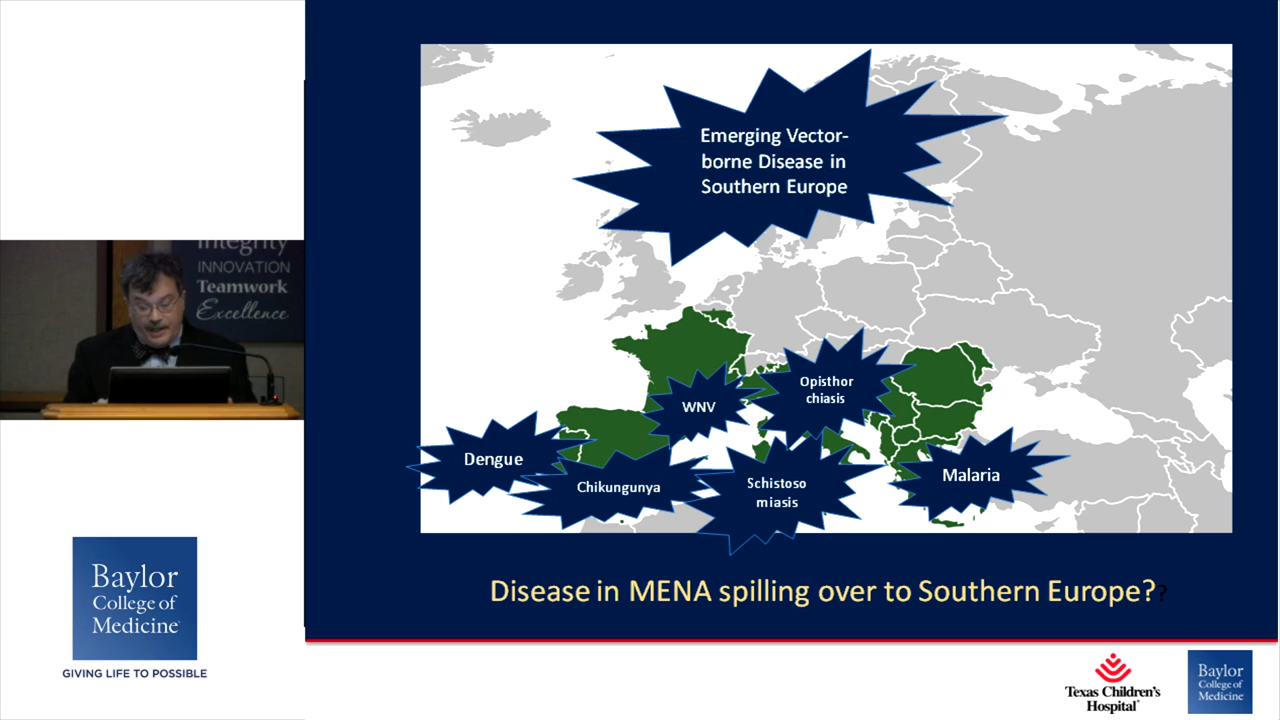 Emerging Vector-
borne Disease in
Southern Europe
Opisthor
chiasis
WNV
Dengue
Chikungunya
Schistoso
miasis
Malaria
Disease in MENA spilling over to Southern Europe??
Integrity
INNOVATION
Teamwork
Excellence
Baylor
College of
Medicine
GIVING LIFE TO POSSIBLE
Texas Children's
Hospital
Baylor
College of
Medicine